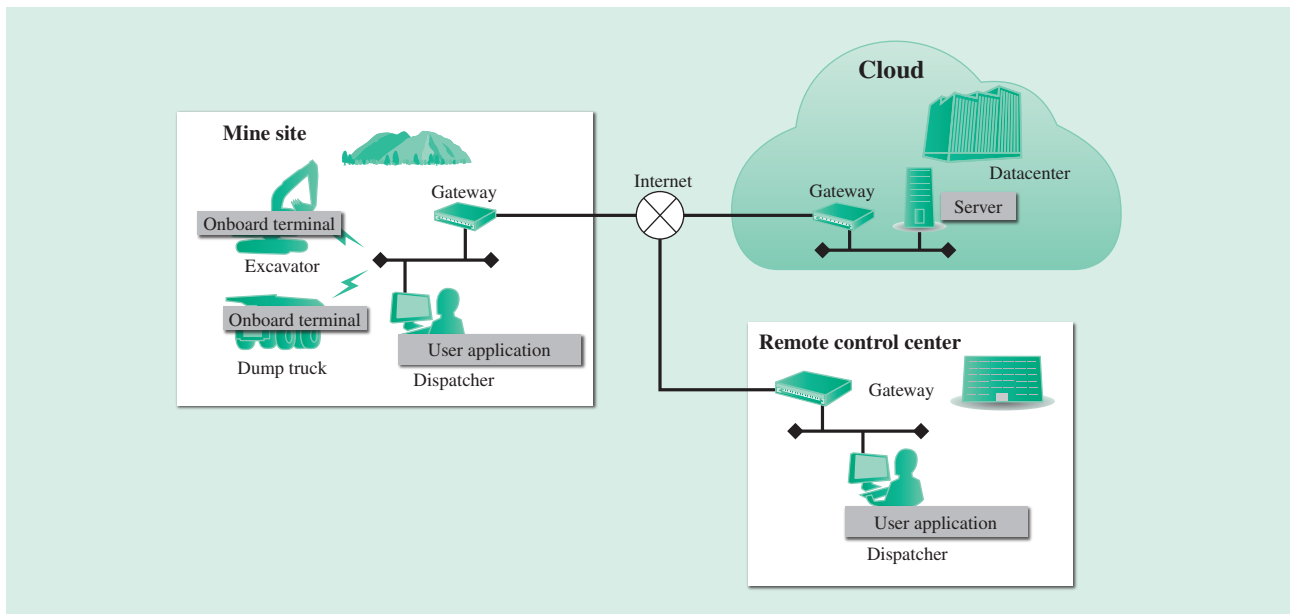 Mine site
Gateway
Onboard terminal
Excavator
Onboard terminal
Dump truck
User application
Dispatcher
Internet
Cloud
Datacenter
Gateway
Server
Remote control center
Gateway
User application
Dispatcher